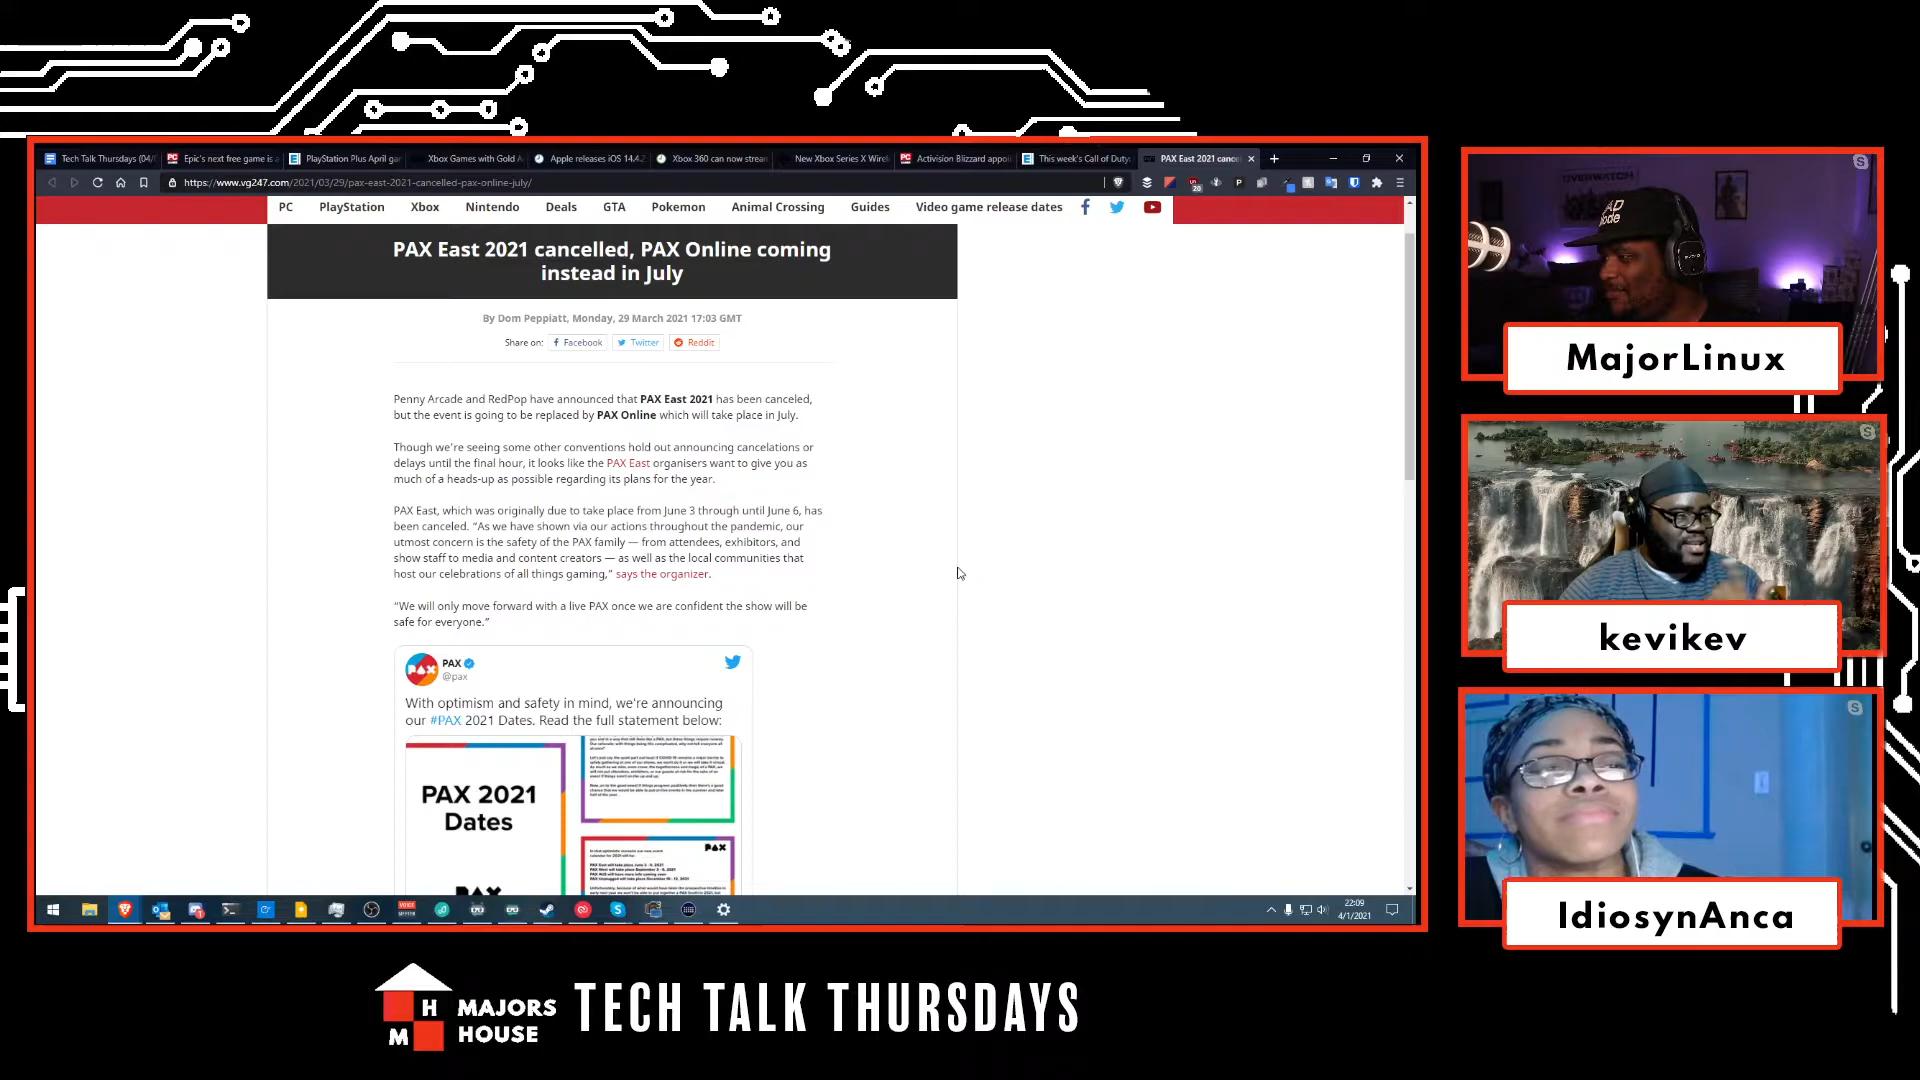 Tech Talk Thursdays (04/
Epic's next free game is a
PlayStation Plus April gam
Xbox Games with Gold A
Apple releases iOS 14.4.2
Xbox 360 can now stream
New Xbox Series X Wirel
Activision Blizzard appoi
This week's Call of Duty:
PAX East 2021 cance
https://www.vg247.com/2021/03/29/pax-east-2021-cancelled-pax-online-july/
PC PlayStation Xbox Nintendo Deals GTA Pokemon Animal Crossing Guides Video game release dates
PAX East 2021 cancelled, PAX Online coming
instead in July
By Dom Peppiatt, Monday, 29 March 2021 17:03 GMT
Share on: Facebook Twitter Reddit
Penny Arcade and RedPop have announced that PAX East 2021 has been canceled,
but the event is going to be replaced by PAX Online which will take place in July.
Though we're seeing some other conventions hold out announcing cancelations or
delays until the final hour, it looks like the PAX East organisers want to give you as
much of a heads-up as possible regarding its plans for the year.
PAX East, which was originally due to take place from June 3 through until June 6, has
been canceled. “As we have shown via our actions throughout the pandemic, our
utmost concern is the safety of the PAX family — from attendees, exhibitors, and
show staff to media and content creators — as well as the local communities that
host our celebrations of all things gaming,” says the organizer.
“We will only move forward with a live PAX once we are confident the show will be
safe for everyone.”
PAX
@pax
With optimism and safety in mind, we're announcing
our #PAX 2021 Dates. Read the full statement below:
PAX 2021
Dates
PAX
22:09
4/1/2021
OVERWATCH
MajorLinux
kevikev
IdiosynAnca
H
M
MAJORS
HOUSE
TECH TALK THURSDAYS